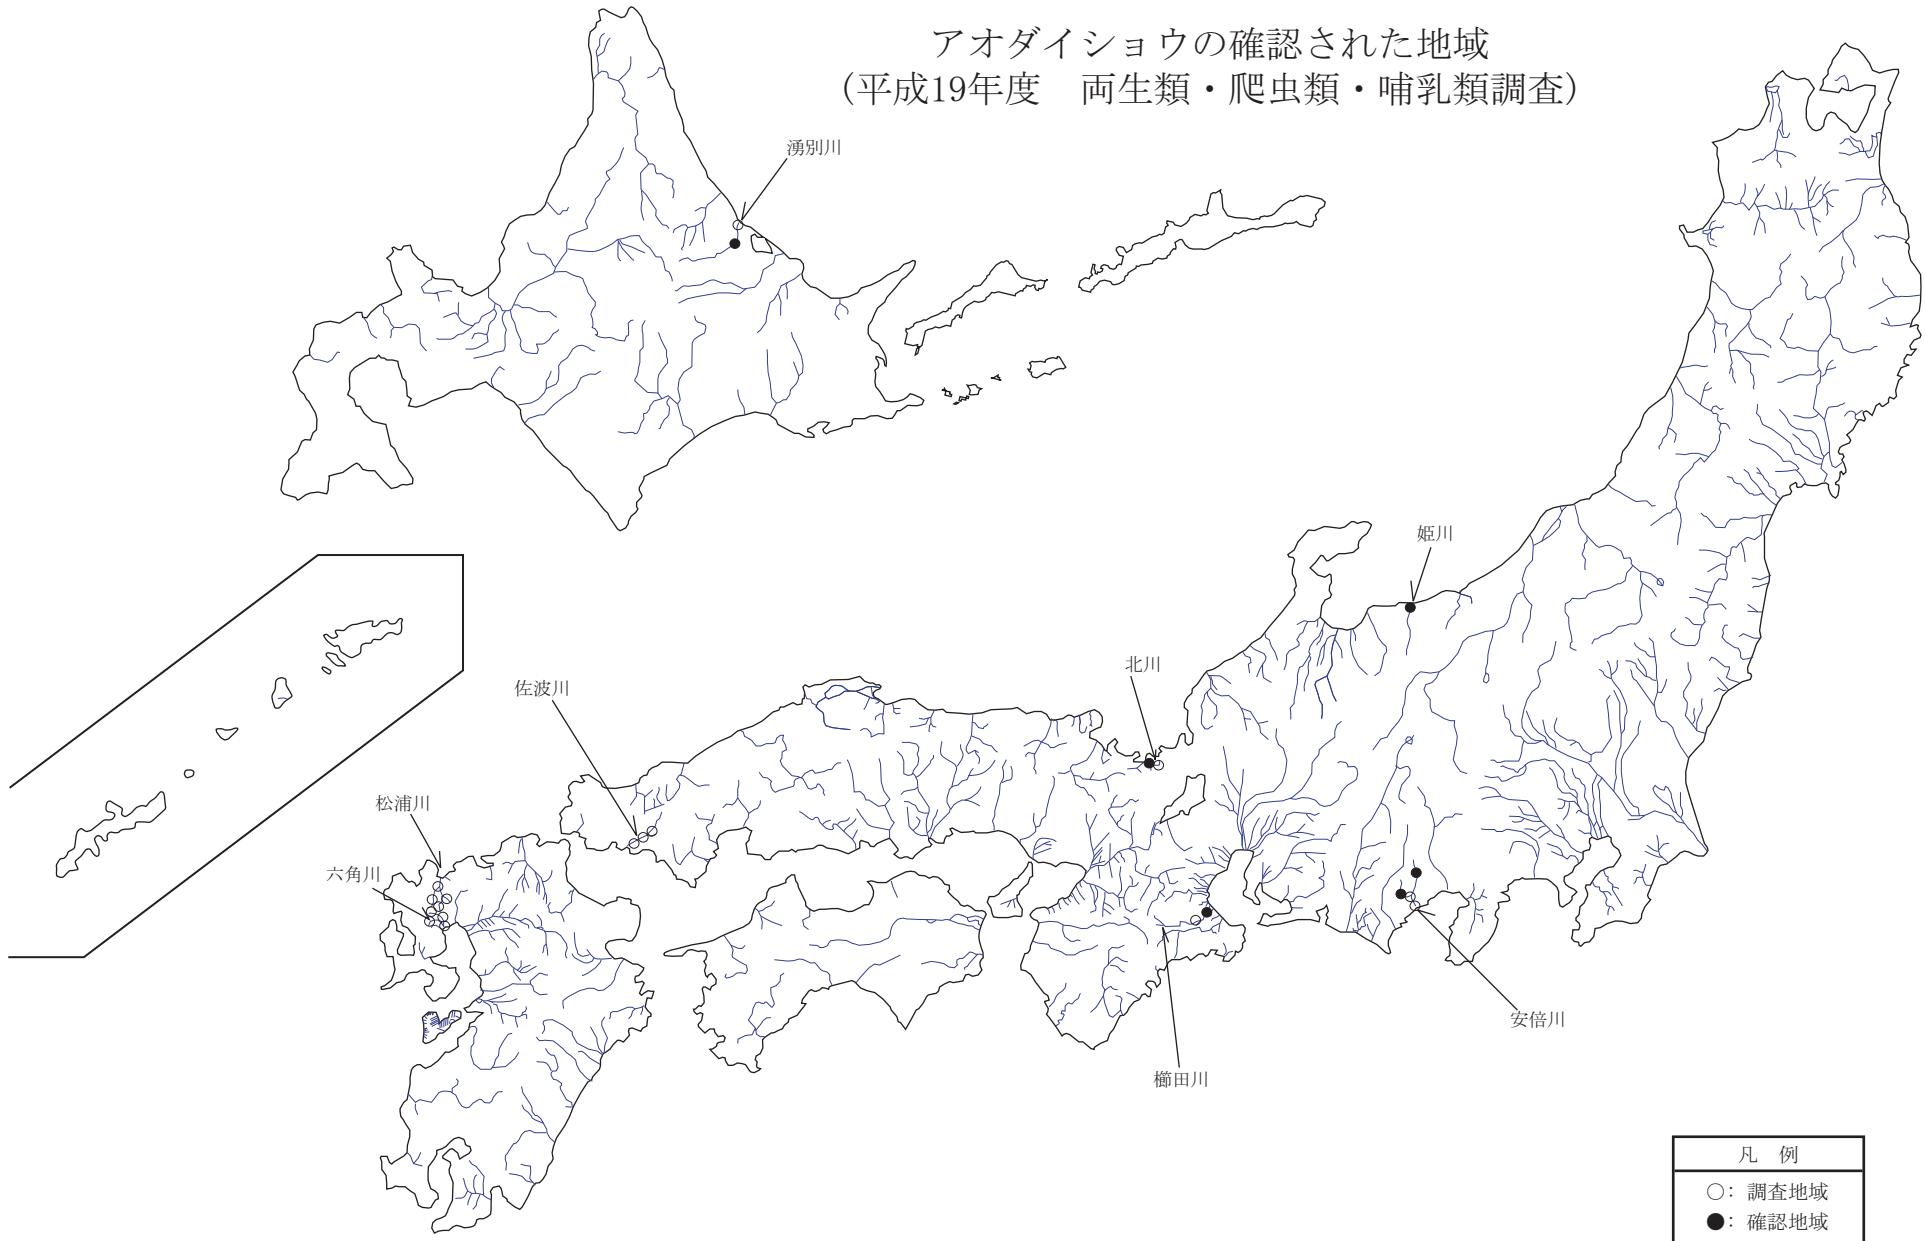 アオダイショウの確認された地域
(平成19年度　両生類・爬虫類・哺乳類調査)
湧別川
姫川
北川
佐波川
松浦川
六角川
安倍川
櫛田川
凡　例
○: 調査地域
●: 確認地域